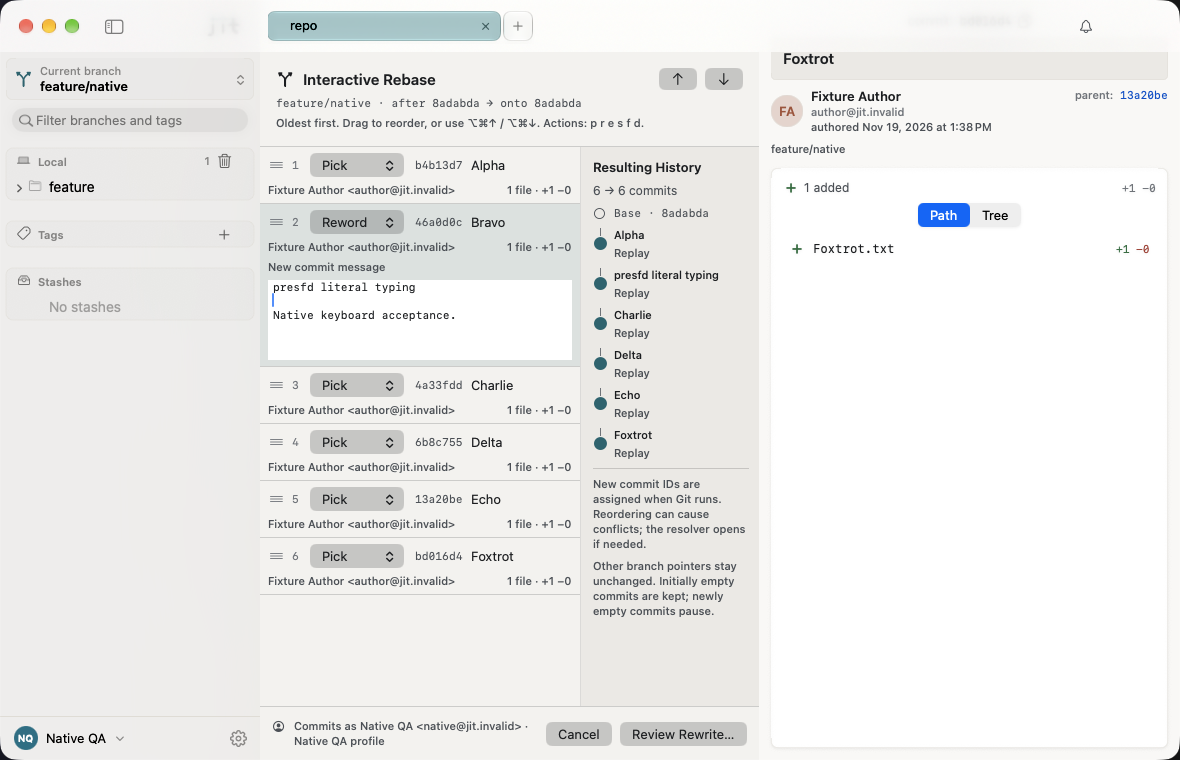 repo
Current branch
feature/native
Filter branches and tags
Local 1
feature
Tags
Stashes
No stashes
NQ Native QA
Interactive Rebase
feature/native · after 8adabda → onto 8adabda
Oldest first. Drag to reorder, or use ⌥⌘↑ / ⌥⌘↓. Actions: p r e s f d.
1 Pick b4b13d7 Alpha
Fixture Author <author@jit.invalid> 1 file · +1 −0
2 Reword 46a0d0c Bravo
Fixture Author <author@jit.invalid> 1 file · +1 −0
New commit message
presfd literal typing
Native keyboard acceptance.
3 Pick 4a33fdd Charlie
Fixture Author <author@jit.invalid> 1 file · +1 −0
4 Pick 6b8c755 Delta
Fixture Author <author@jit.invalid> 1 file · +1 −0
5 Pick 13a20be Echo
Fixture Author <author@jit.invalid> 1 file · +1 −0
6 Pick bd016d4 Foxtrot
Fixture Author <author@jit.invalid> 1 file · +1 −0
Resulting History
6 → 6 commits
Base · 8adabda
Alpha
Replay
presfd literal typing
Replay
Charlie
Replay
Delta
Replay
Echo
Replay
Foxtrot
Replay
New commit IDs are
assigned when Git runs.
Reordering can cause
conflicts; the resolver opens
if needed.
Other branch pointers stay
unchanged. Initially empty
commits are kept; newly
empty commits pause.
Commits as Native QA <native@jit.invalid> ·
Native QA profile
Cancel
Review Rewrite...
Foxtrot
FA
Fixture Author
parent: 13a20be
author@jit.invalid
authored Nov 19, 2026 at 1:38 PM
feature/native
1 added +1 −0
Path Tree
Foxtrot.txt +1 −0